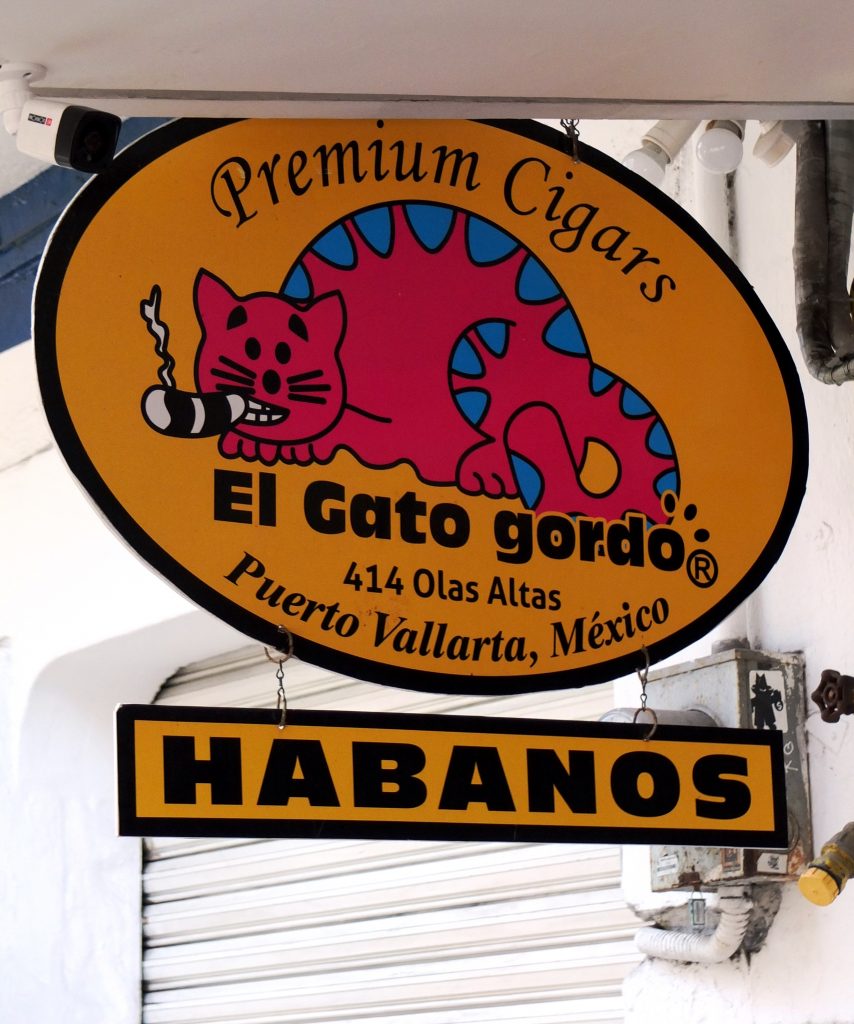 Premium Cigars
El Gato gordo®
414 Olas Altas
Puerto Vallarta, México
HABANOS